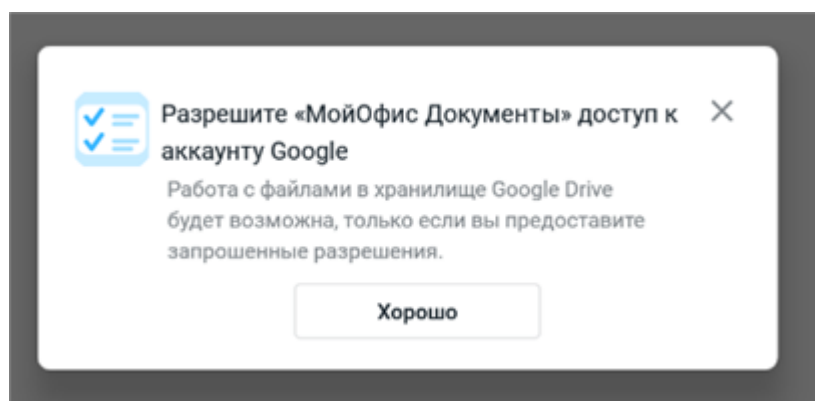 Разрешите «МойОфис Документы» доступ к
аккаунту Google
Работа с файлами в хранилище Google Drive
будет возможна, только если вы предоставите
запрошенные разрешения.
Хорошо